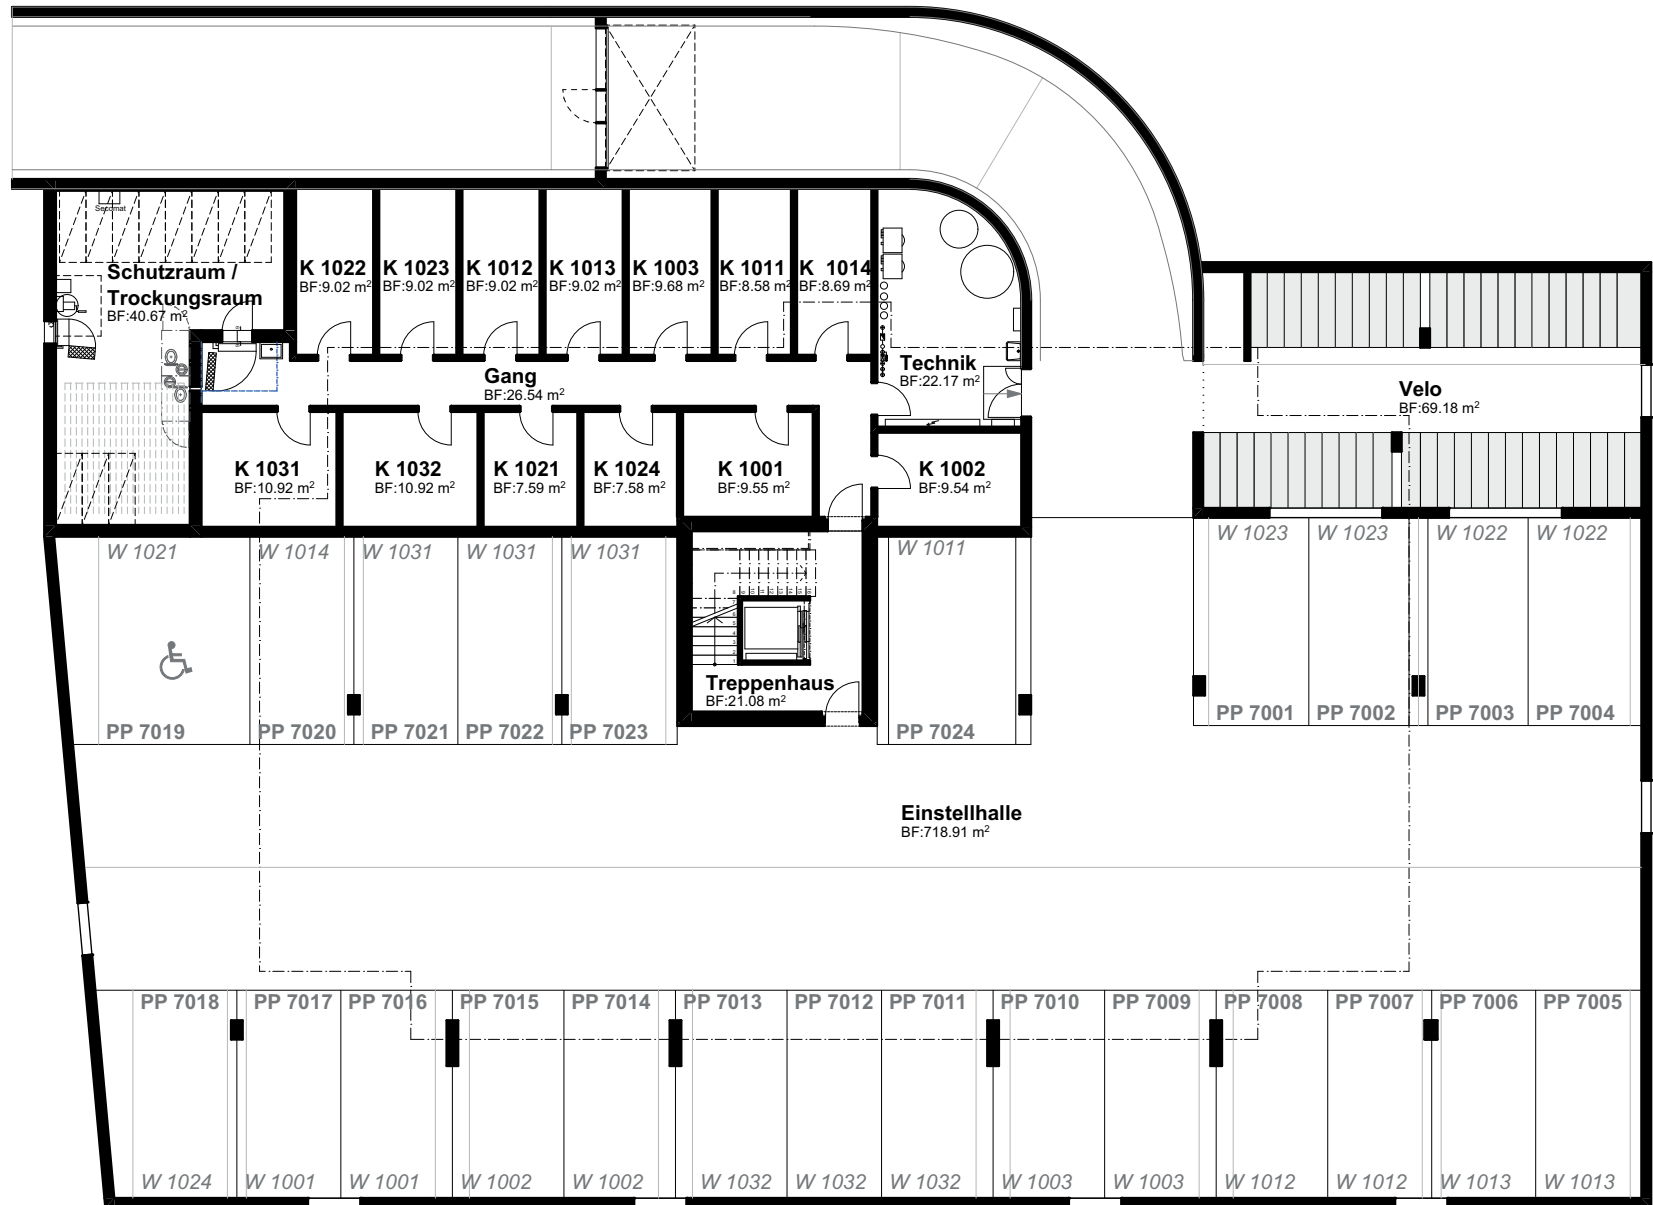 Secomat
Schutzraum /
Trockungsraum
BF:40.67 m²
K 1022
BF:9.02 m²
K 1023
BF:9.02 m²
K 1012
BF:9.02 m²
K 1013
BF:9.02 m²
K 1003
BF:9.68 m²
K 1011
BF:8.58 m²
K 1014
BF:8.69 m²
Technik
BF:22.17 m²
Gang
BF:26.54 m²
Velo
BF:69.18 m²
K 1031
BF:10.92 m²
K 1032
BF:10.92 m²
K 1021
BF:7.59 m²
K 1024
BF:7.58 m²
K 1001
BF:9.55 m²
K 1002
BF:9.54 m²
W 1021
W 1014
W 1031
W 1031
W 1031
W 1011
W 1023
W 1023
W 1022
W 1022
Treppenhaus
BF:21.08 m²
PP 7019
PP 7020
PP 7021
PP 7022
PP 7023
PP 7024
PP 7001
PP 7002
PP 7003
PP 7004
Einstellhalle
BF:718.91 m²
PP 7018
PP 7017
PP 7016
PP 7015
PP 7014
PP 7013
PP 7012
PP 7011
PP 7010
PP 7009
PP 7008
PP 7007
PP 7006
PP 7005
W 1024
W 1001
W 1001
W 1002
W 1002
W 1032
W 1032
W 1032
W 1003
W 1003
W 1012
W 1012
W 1013
W 1013